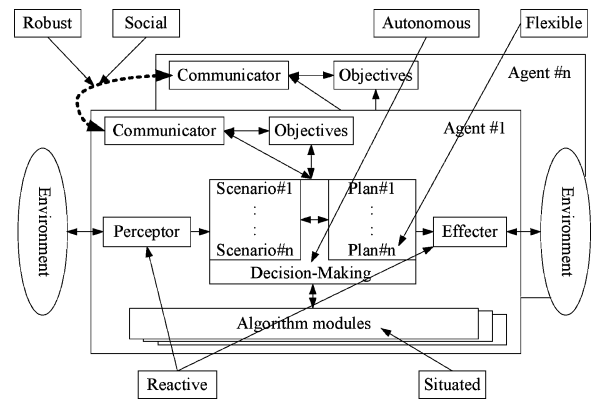 Robust
Social
Autonomous
Flexible
Communicator
Objectives
Agent #n
Communicator
Objectives
Agent #1
Environment
Perceptor
Scenario#1
:
:
Scenario#n
Plan#1
:
:
Plan#n
Decision-Making
Effecter
Environment
Algorithm modules
Reactive
Situated